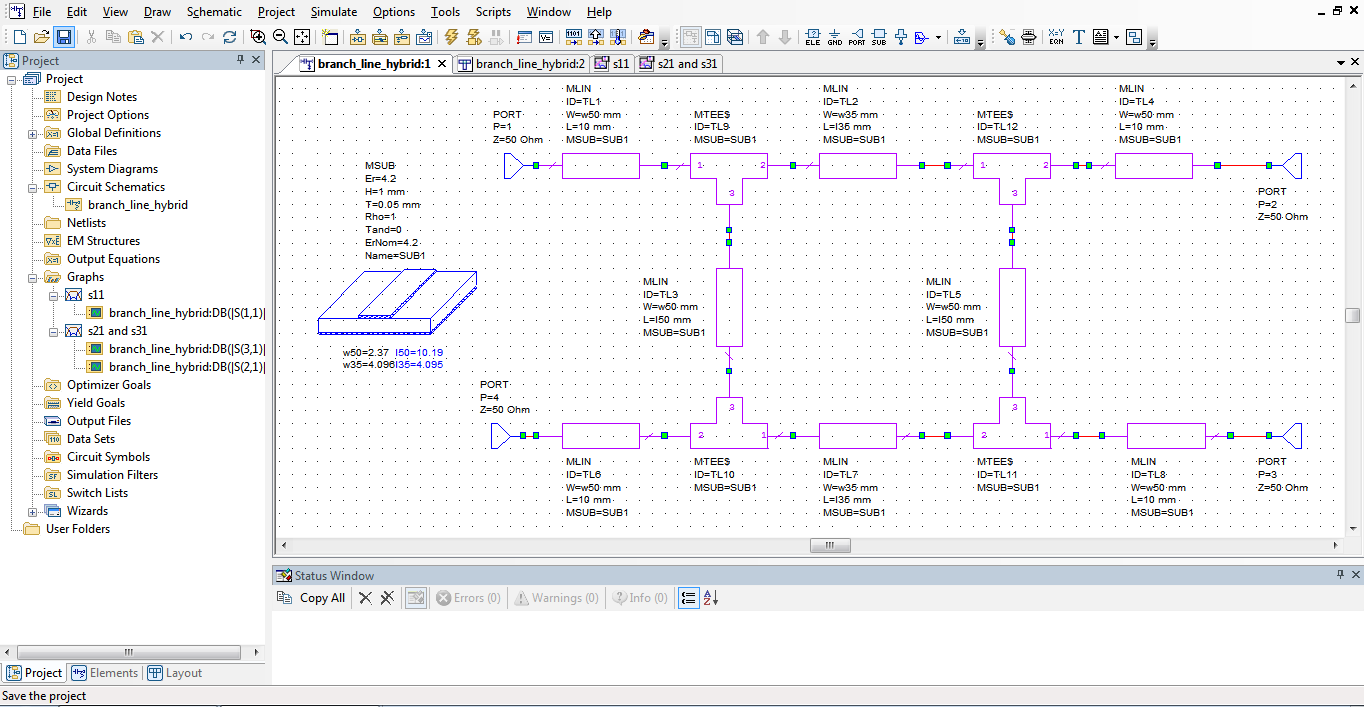 File Edit View Draw Schematic Project Simulate Options Tools Scripts Window Help
ELE GND PORT SUB X=Y EQN
Project
branch_line_hybrid:1 branch_line_hybrid:2 s11 s21 and s31
Project
Design Notes
Project Options
Global Definitions
Data Files
System Diagrams
Circuit Schematics
branch_line_hybrid
Netlists
EM Structures
Output Equations
Graphs
s11
branch_line_hybrid:DB(|S(1,1)|
s21 and s31
branch_line_hybrid:DB(|S(3,1)|
branch_line_hybrid:DB(|S(2,1)|
Optimizer Goals
Yield Goals
Output Files
Data Sets
Circuit Symbols
Simulation Filters
Switch Lists
Wizards
User Folders
Project Elements Layout
MSUB
Er=4.2
H=1 mm
T=0.05 mm
Rho=1
Tand=0
ErNom=4.2
Name=SUB1
w50=2.37 l50=10.19
w35=4.096 l35=4.095
PORT
P=1
Z=50 Ohm
MLIN
ID=TL1
W=w50 mm
L=10 mm
MSUB=SUB1
MTEE$
ID=TL9
MSUB=SUB1
1 2
3
MLIN
ID=TL2
W=w35 mm
L=l35 mm
MSUB=SUB1
MTEE$
ID=TL12
MSUB=SUB1
1 2
3
MLIN
ID=TL4
W=w50 mm
L=10 mm
MSUB=SUB1
PORT
P=2
Z=50 Ohm
MLIN
ID=TL3
W=w50 mm
L=l50 mm
MSUB=SUB1
MLIN
ID=TL5
W=w50 mm
L=l50 mm
MSUB=SUB1
PORT
P=4
Z=50 Ohm
MLIN
ID=TL6
W=w50 mm
L=10 mm
MSUB=SUB1
3
2 1
MTEE$
ID=TL10
MSUB=SUB1
MLIN
ID=TL7
W=w35 mm
L=l35 mm
MSUB=SUB1
3
2 1
MTEE$
ID=TL11
MSUB=SUB1
MLIN
ID=TL8
W=w50 mm
L=10 mm
MSUB=SUB1
PORT
P=3
Z=50 Ohm
Status Window
Copy All Errors (0) Warnings (0) Info (0)
Save the project